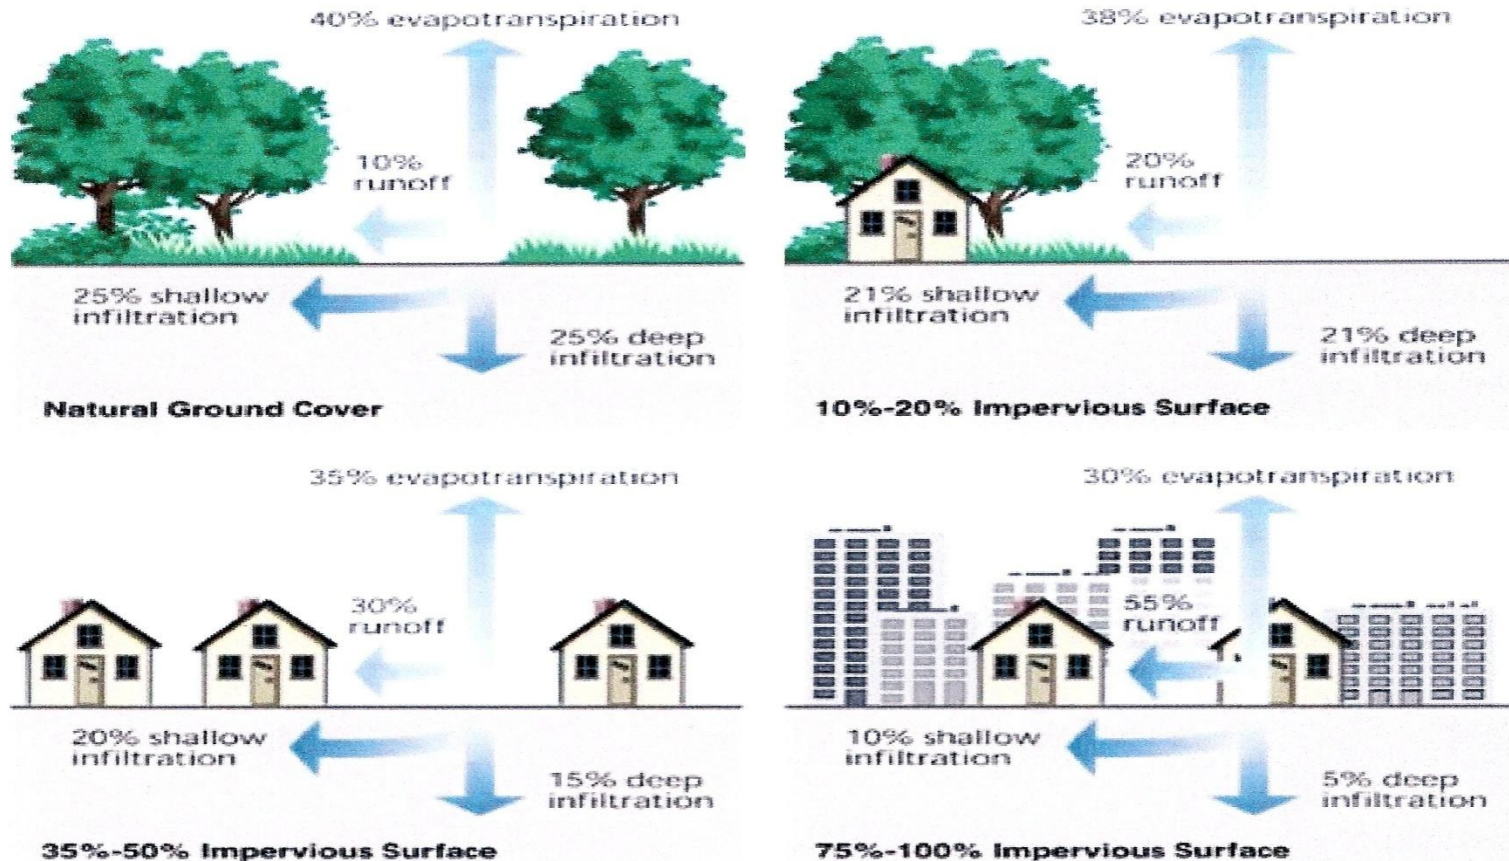 40% evapotranspiration
10%
runoff
25% shallow
infiltration
25% deep
infiltration
Natural Ground Cover
38% evapotranspiration
20%
runoff
21% shallow
infiltration
21% deep
infiltration
10%-20% Impervious Surface
35% evapotranspiration
30%
runoff
20% shallow
infiltration
15% deep
infiltration
35%-50% Impervious Surface
30% evapotranspiration
55%
runoff
10% shallow
infiltration
5% deep
infiltration
75%-100% Impervious Surface